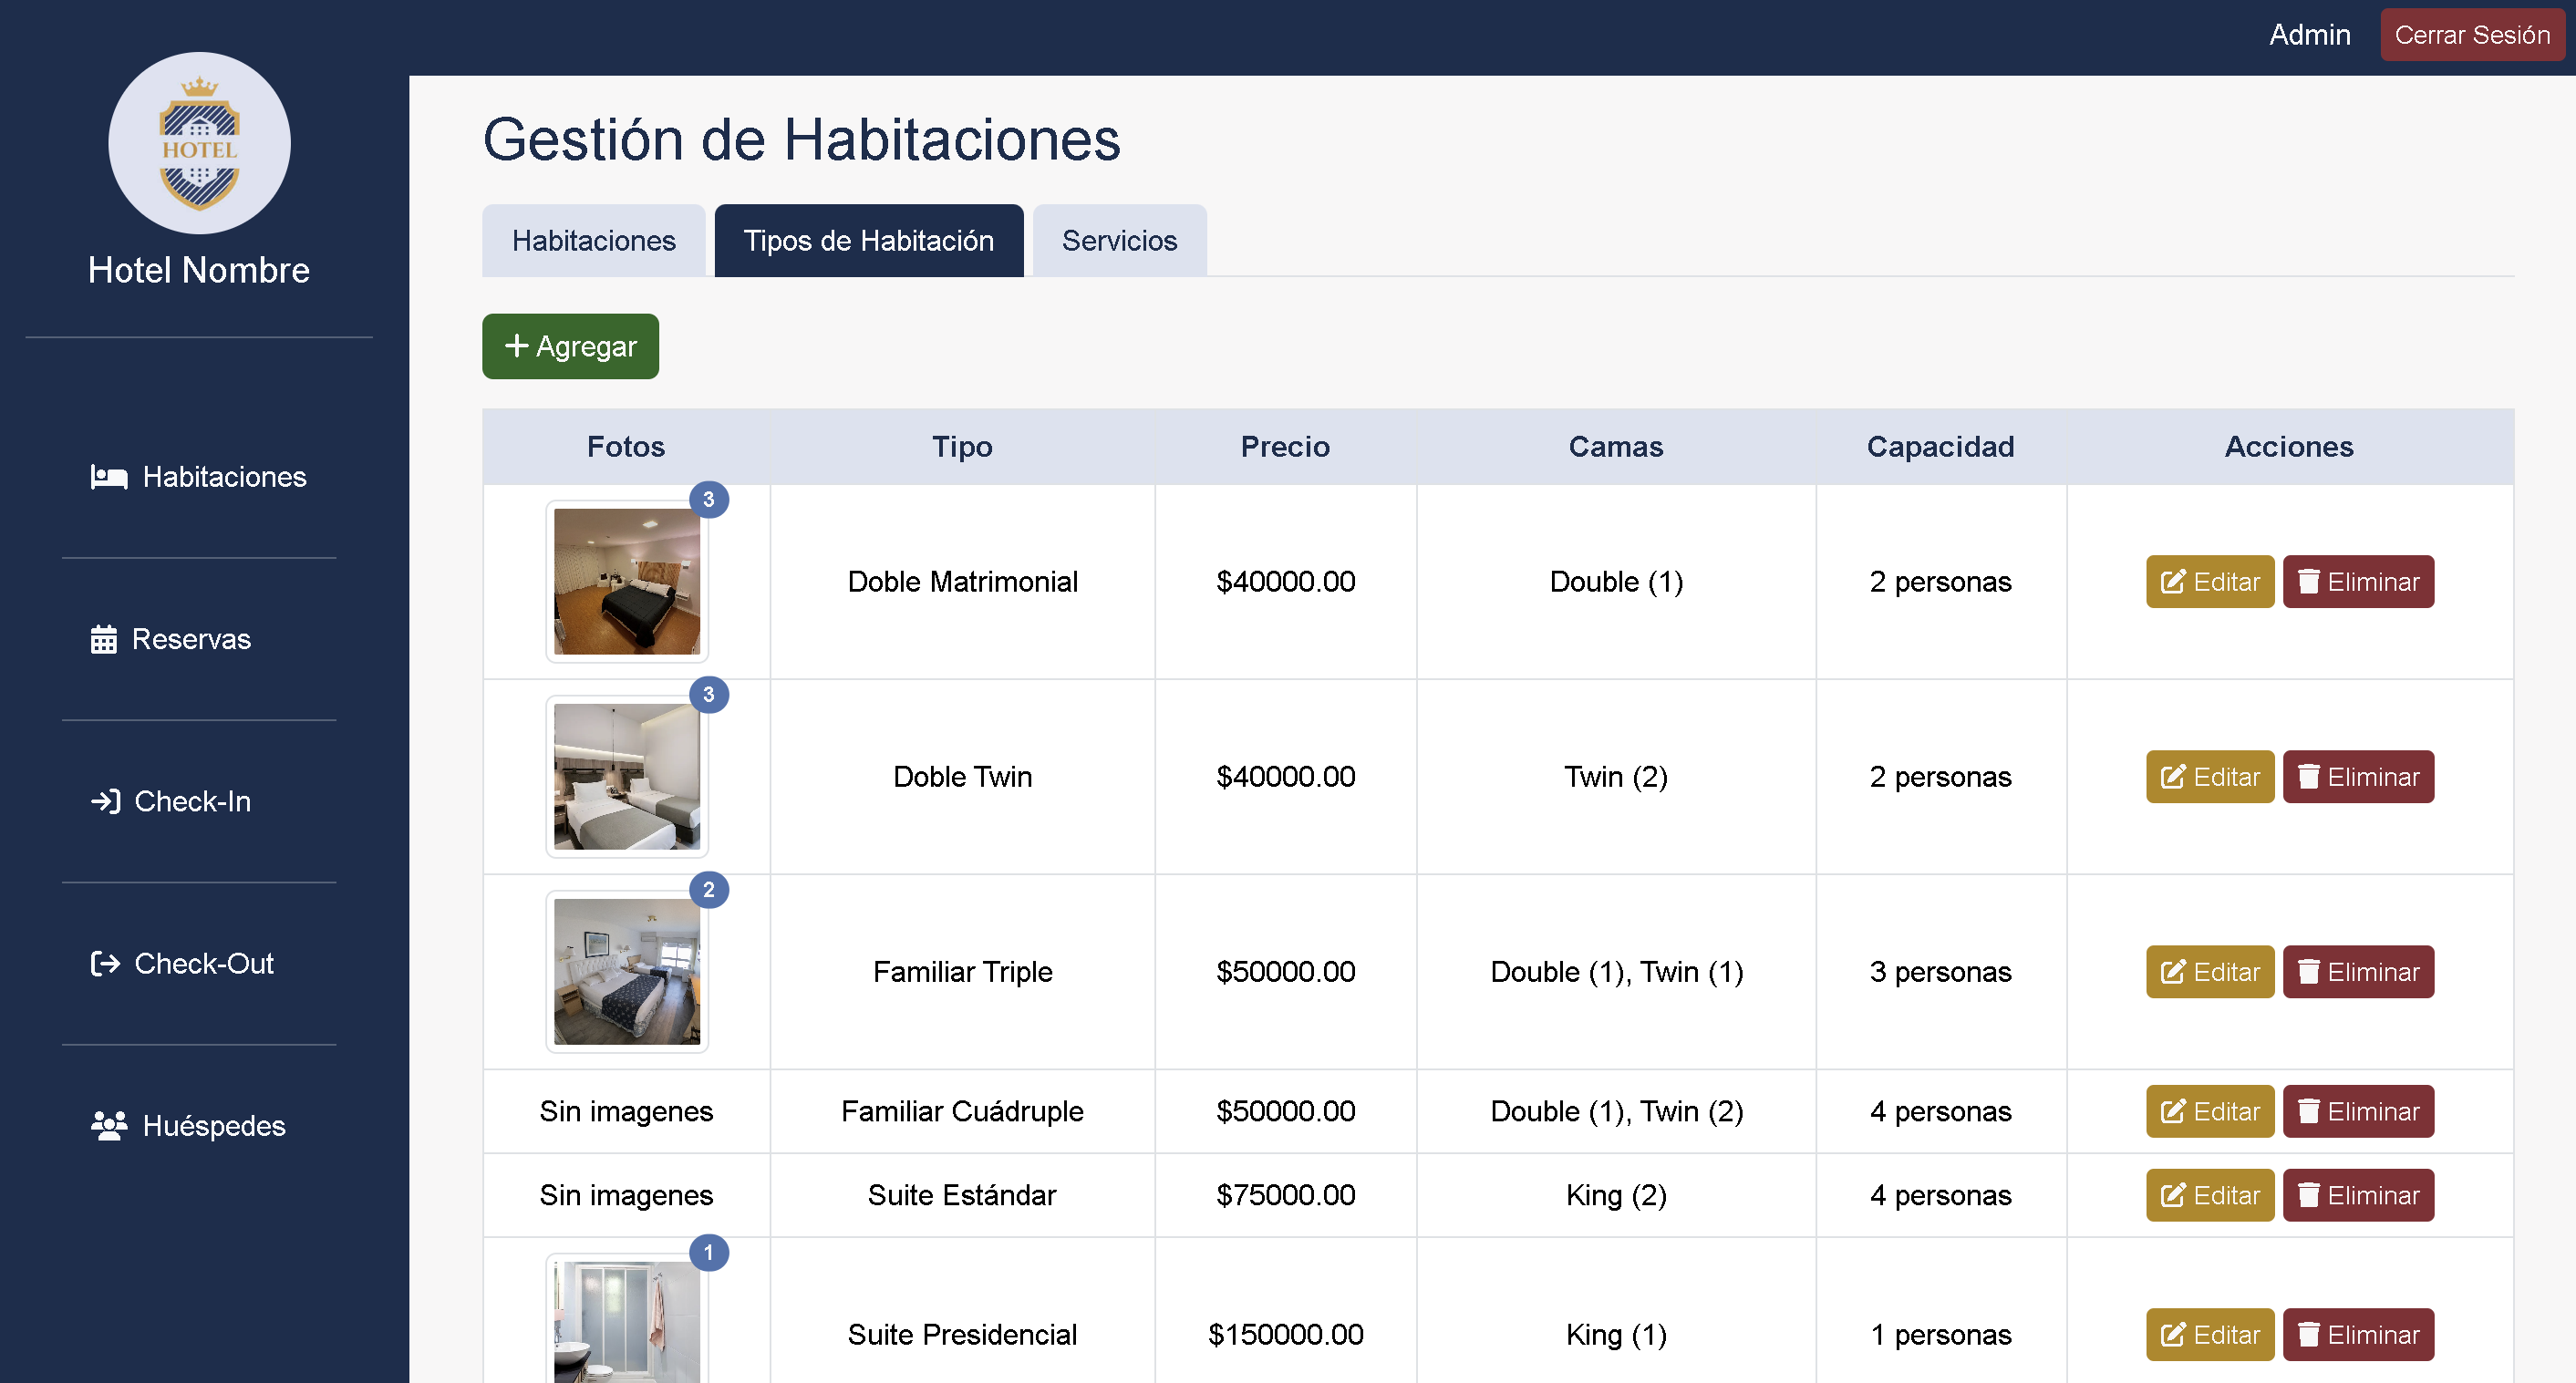 Admin Cerrar Sesión
HOTEL
Hotel Nombre
Habitaciones
Reservas
Check-In
Check-Out
Huéspedes
Gestión de Habitaciones
Habitaciones Tipos de Habitación Servicios
+ Agregar
Fotos Tipo Precio Camas Capacidad Acciones
3 Doble Matrimonial $40000.00 Double (1) 2 personas Editar Eliminar
3 Doble Twin $40000.00 Twin (2) 2 personas Editar Eliminar
2 Familiar Triple $50000.00 Double (1), Twin (1) 3 personas Editar Eliminar
Sin imagenes Familiar Cuádruple $50000.00 Double (1), Twin (2) 4 personas Editar Eliminar
Sin imagenes Suite Estándar $75000.00 King (2) 4 personas Editar Eliminar
1 Suite Presidencial $150000.00 King (1) 1 personas Editar Eliminar